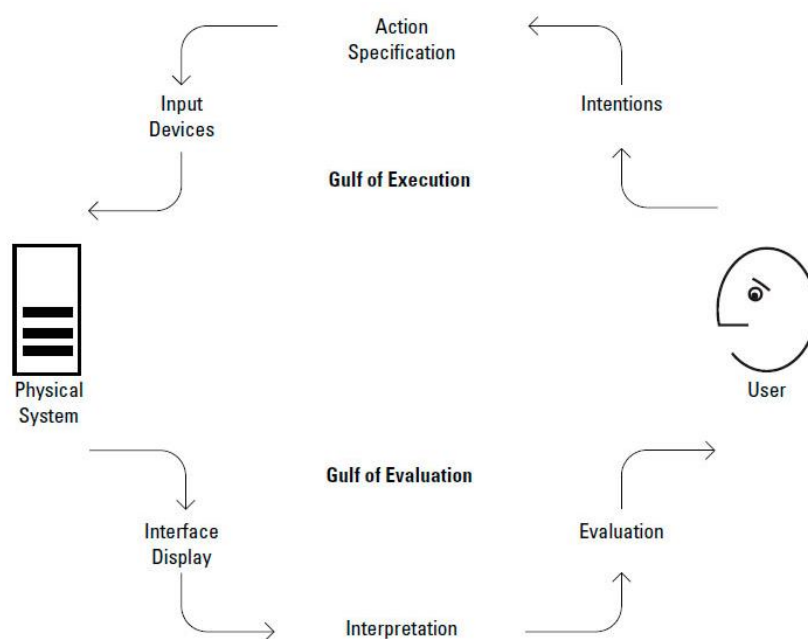 Action
Specification
Input
Devices
Intentions
Gulf of Execution
Physical
System
User
Gulf of Evaluation
Interface
Display
Evaluation
Interpretation